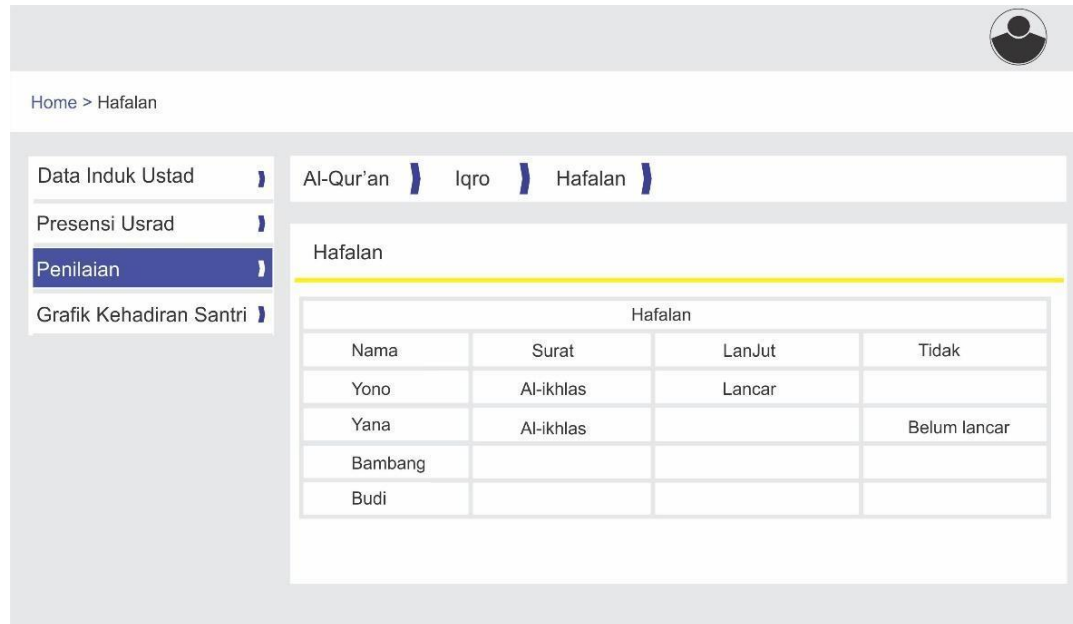 Home > Hafalan
Data Induk Ustad
Presensi Usrad
Penilaian
Grafik Kehadiran Santri
Al-Qur'an Iqro Hafalan
Hafalan
Hafalan
Nama Surat LanJut Tidak
Yono Al-ikhlas Lancar
Yana Al-ikhlas Belum lancar
Bambang
Budi